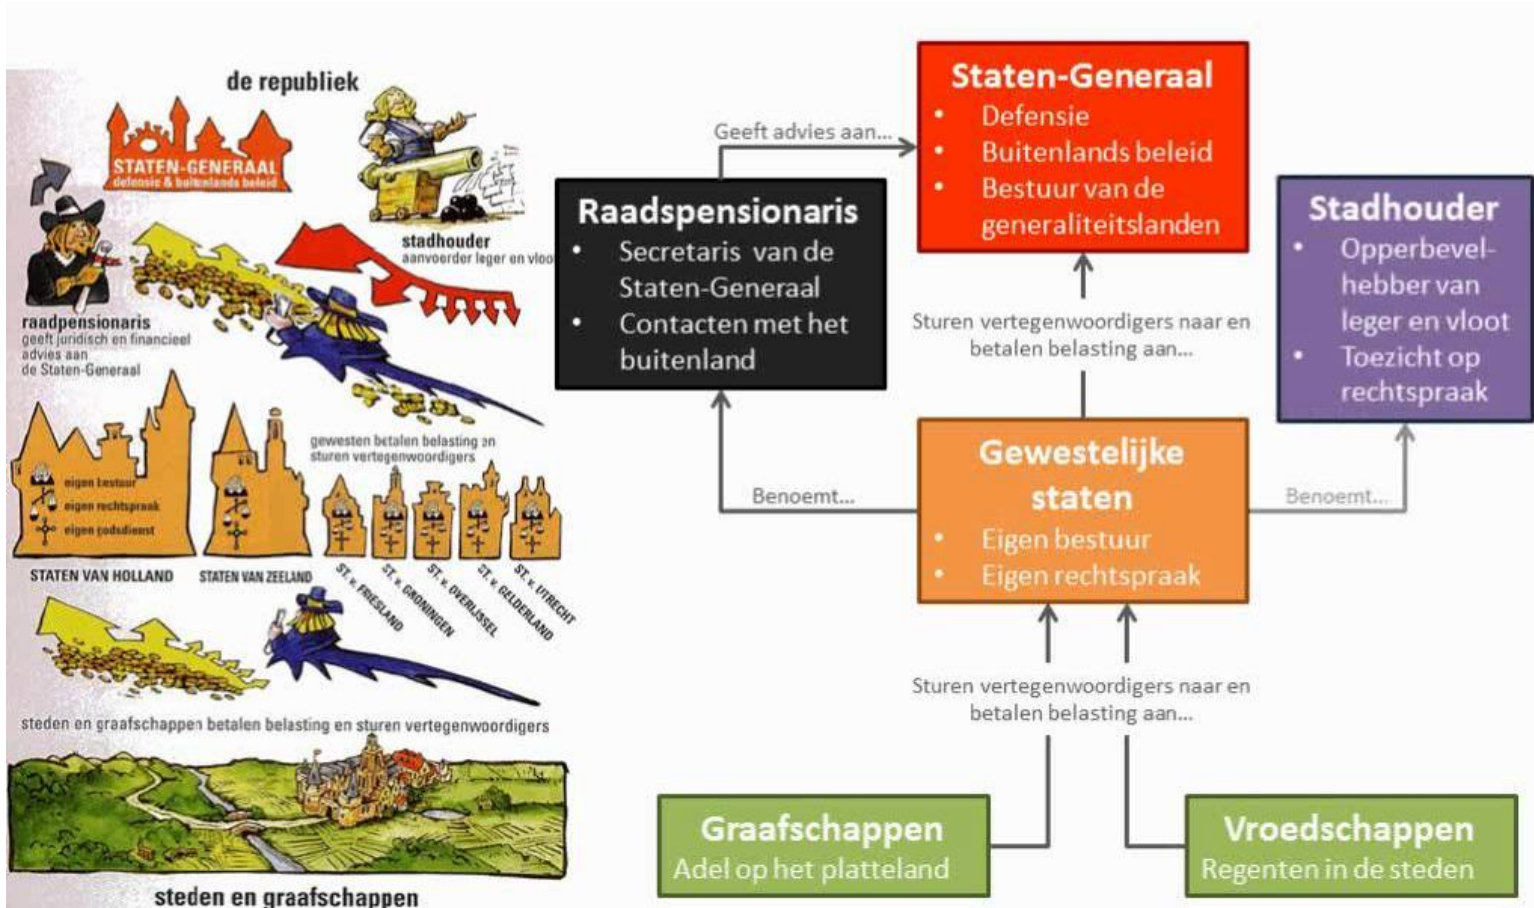 de republiek
STATEN-GENERAAL
defensie & buitenlands beleid
stadhouder
aanvoerder leger en vloo
raadpensionaris
geeft juridisch en financieel
advies aan
de Staten-Generaal
gewesten betalen belasting en
sturen vertegenwoordigers
eigen bestuur
eigen rechtspraak
eigen godsdienst
STATEN VAN HOLLAND
STATEN VAN ZEELAND
ST. v. FRIESLAND
ST. v. GRONINGEN
ST. v. OVERIJSSEL
ST. v. GELDERLAND
ST. v. UTRECHT
steden en graafschappen betalen belasting en sturen vertegenwoordigers
steden en graafschappen
Staten-Generaal
• Defensie
• Buitenlands beleid
• Bestuur van de
generaliteitslanden
Geeft advies aan...
Raadspensionaris
• Secretaris van de
Staten-Generaal
• Contacten met het
buitenland
Stadhouder
• Opperbevel-
hebber van
leger en vloot
• Toezicht op
rechtspraak
Sturen vertegenwoordigers naar en
betalen belasting aan...
Gewestelijke
staten
• Eigen bestuur
• Eigen rechtspraak
Benoemt...
Benoemt...
Sturen vertegenwoordigers naar en
betalen belasting aan...
Graafschappen
Adel op het platteland
Vroedschappen
Regenten in de steden